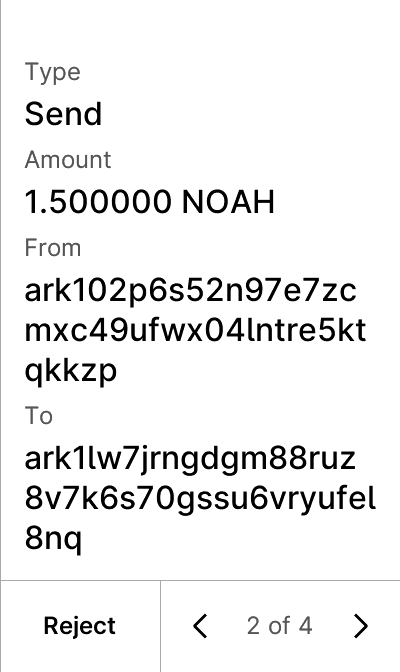 Type
Send
Amount
1.500000 NOAH
From
ark102p6s52n97e7zc
mxc49ufwx04lntre5kt
qkkzp
To
ark1lw7jrngdgm88ruz
8v7k6s70gssu6vryufel
8nq
Reject
2 of 4